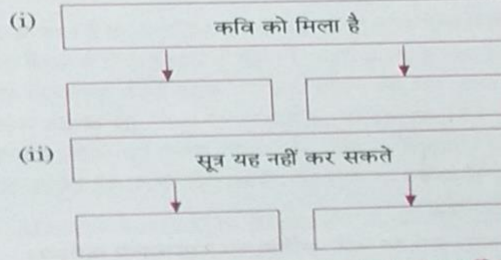 (i) कवि को मिला है
(ii) सूत्र यह नहीं कर सकते